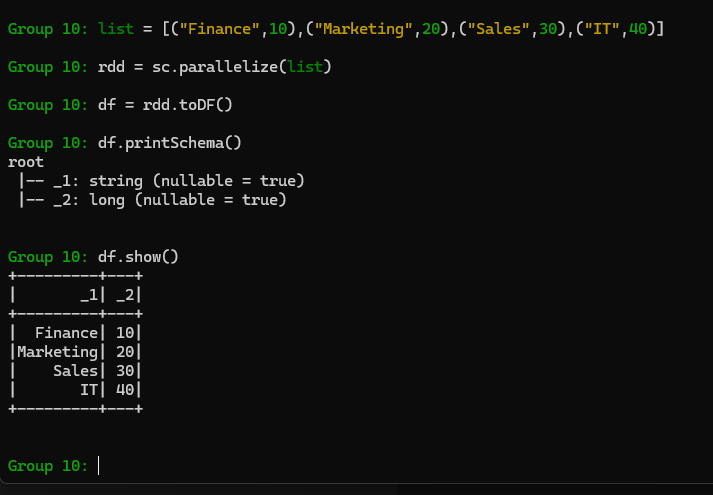 Group 10: list = [("Finance",10),("Marketing",20),("Sales",30),("IT",40)]
Group 10: rdd = sc.parallelize(list)
Group 10: df = rdd.toDF()
Group 10: df.printSchema()
root
 |-- _1: string (nullable = true)
 |-- _2: long (nullable = true)
Group 10: df.show()
+---------+---+
|       _1| _2|
+---------+---+
|  Finance| 10|
|Marketing| 20|
|    Sales| 30|
|       IT| 40|
+---------+---+
Group 10: